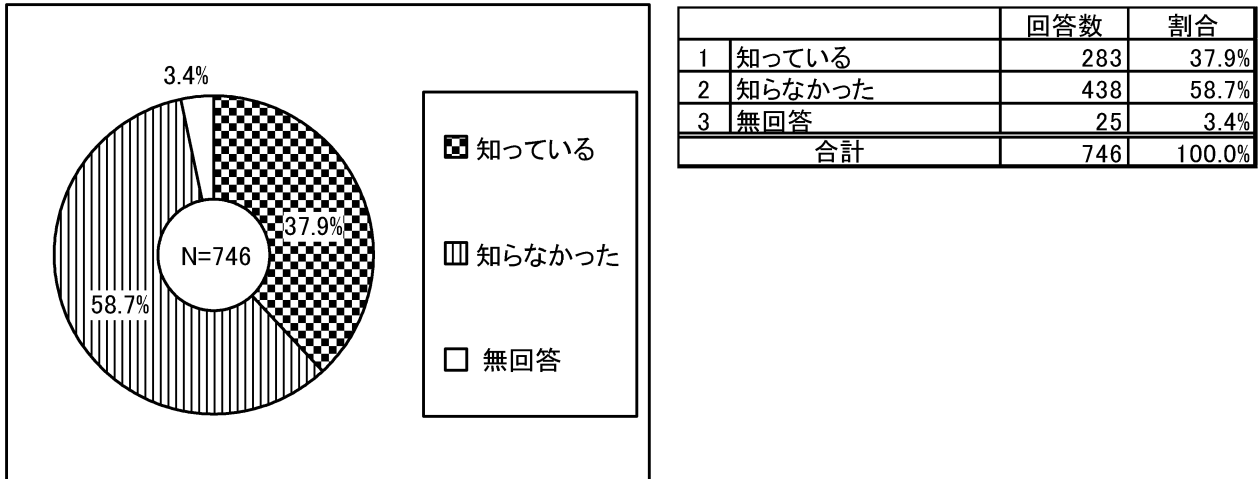 3.4%
37.9%
N=746
58.7%
知っている
知らなかった
無回答
回答数 割合
1 知っている 283 37.9%
2 知らなかった 438 58.7%
3 無回答 25 3.4%
合計 746 100.0%